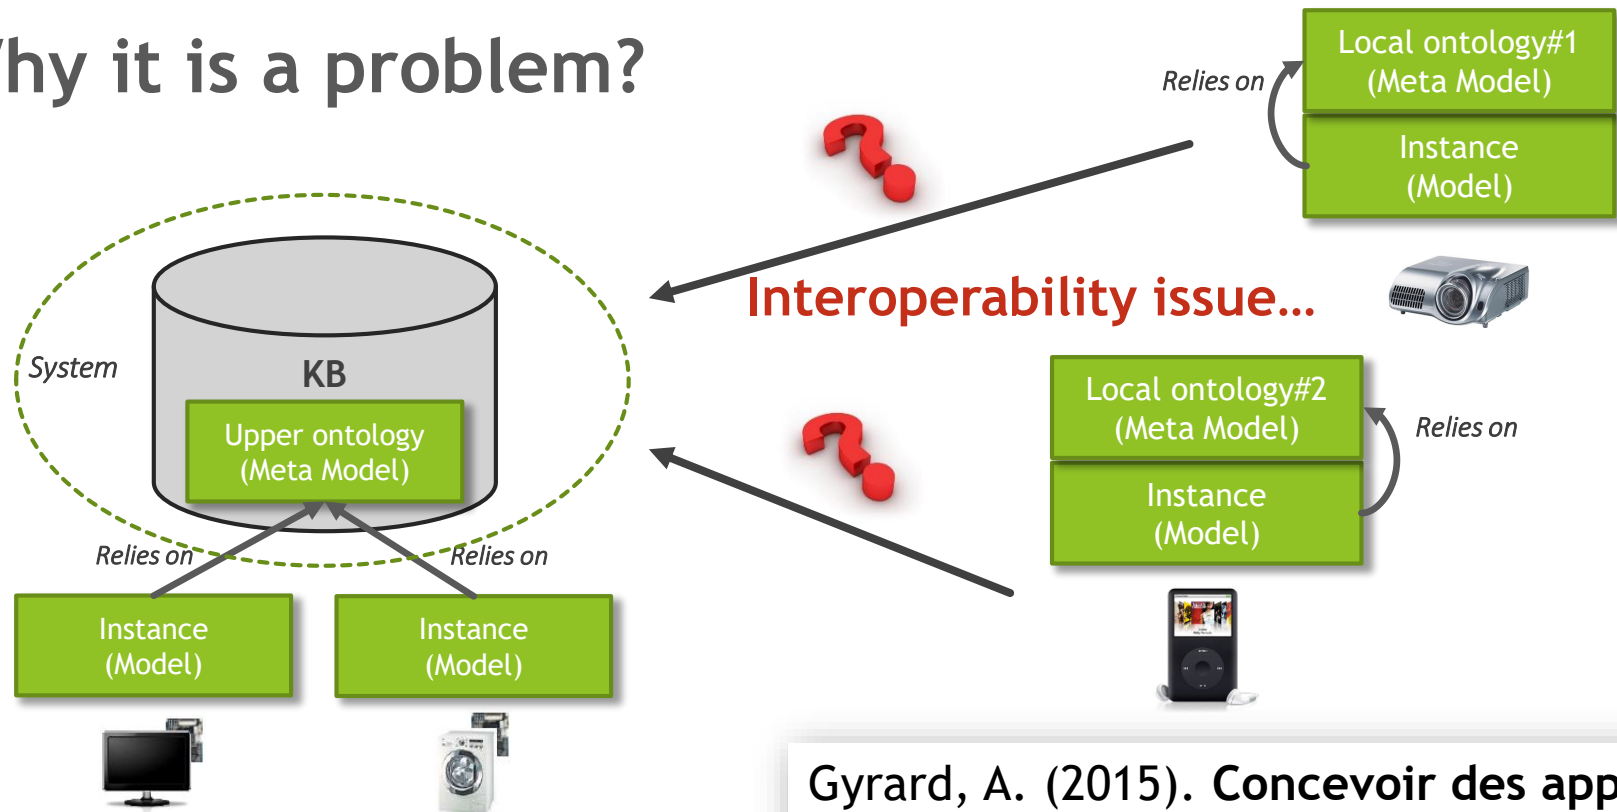 hy it is a problem?
Local ontology#1
(Meta Model)
Relies on
Instance
(Model)
Interoperability issue…
System
KB
Upper ontology
(Meta Model)
Local ontology#2
(Meta Model)
Relies on
Instance
(Model)
Relies on
Relies on
Instance
(Model)
Instance
(Model)
Gyrard, A. (2015). Concevoir des app